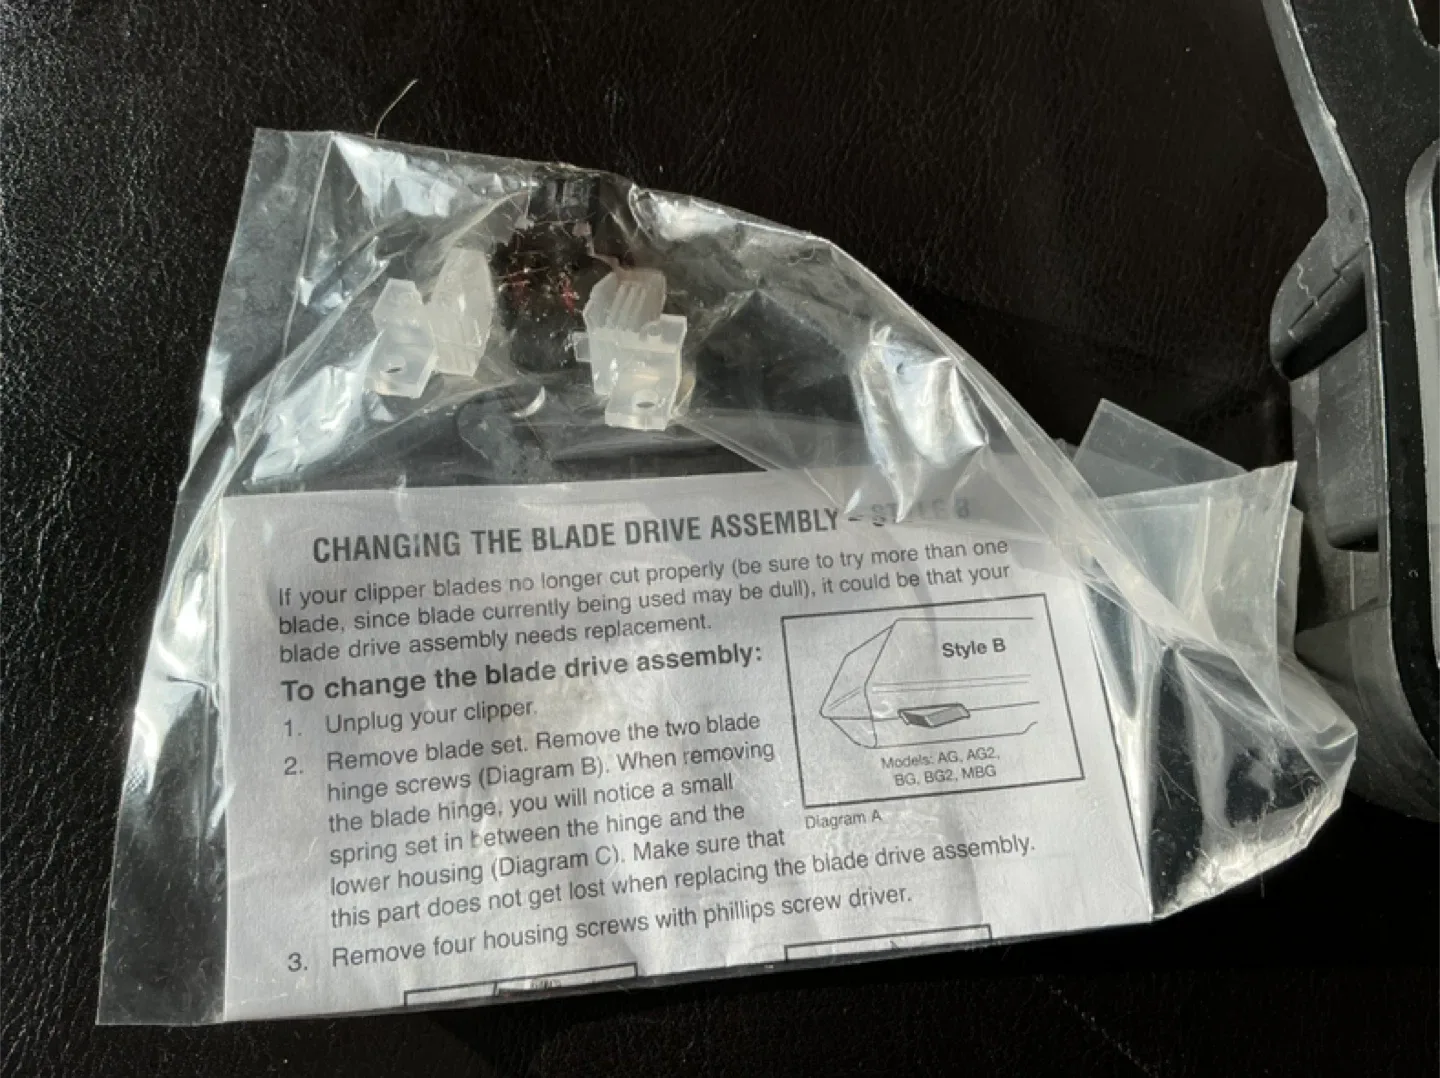 CHANGING THE BLADE DRIVE ASSEMBLY – STYLE B
If your clipper blades no longer cut properly (be sure to try more than one
blade, since blade currently being used may be dull), it could be that your
blade drive assembly needs replacement.
To change the blade drive assembly:
1. Unplug your clipper.
2. Remove blade set. Remove the two blade
hinge screws (Diagram B). When removing
the blade hinge, you will notice a small
spring set in between the hinge and the
lower housing (Diagram C). Make sure that
this part does not get lost when replacing the blade drive assembly.
3. Remove four housing screws with phillips screw driver.
Style B
Models: AG, AG2,
BG, BG2, MBG
Diagram A